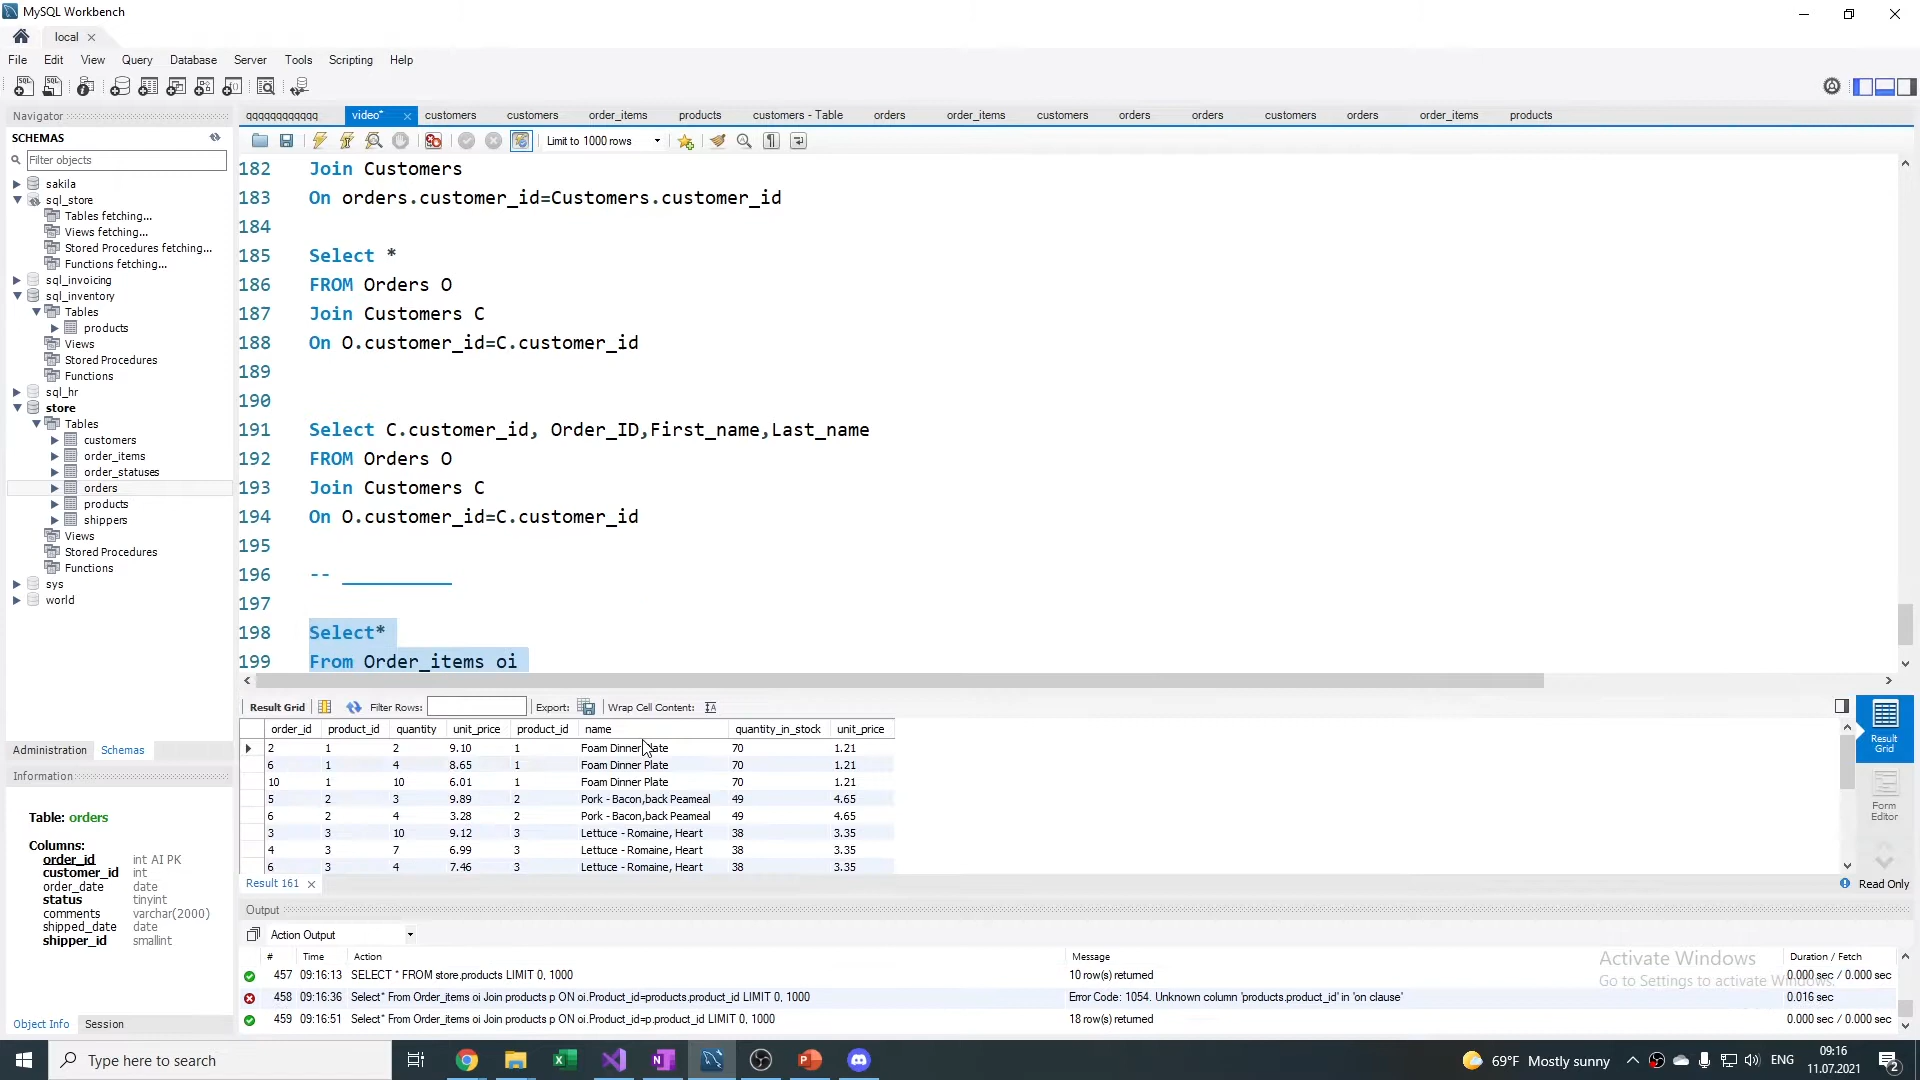 MySQL Workbench
local
File Edit View Query Database Server Tools Scripting Help
Navigator
SCHEMAS
Filter objects
sakila
sql_store
Tables fetching...
Views fetching...
Stored Procedures fetching...
Functions fetching...
sql_invoicing
sql_inventory
Tables
products
Views
Stored Procedures
Functions
sql_hr
store
Tables
customers
order_items
order_statuses
orders
products
shippers
Views
Stored Procedures
Functions
sys
world
Administration Schemas
Information
Table: orders
Columns:
order_id int AI PK
customer_id int
order_date date
status tinyint
comments varchar(2000)
shipped_date date
shipper_id smallint
Object Info Session
qqqqqqqqqqqq video* customers customers order_items products customers - Table orders order_items customers orders orders customers orders order_items products
Limit to 1000 rows
182 Join Customers
183 On orders.customer_id=Customers.customer_id
184
185 Select *
186 FROM Orders O
187 Join Customers C
188 On O.customer_id=C.customer_id
189
190
191 Select C.customer_id, Order_ID,First_name,Last_name
192 FROM Orders O
193 Join Customers C
194 On O.customer_id=C.customer_id
195
196 -- __________
197
198 Select*
199 From Order_items oi
Result Grid Filter Rows: Export: Wrap Cell Content:
order_id product_id quantity unit_price product_id name quantity_in_stock unit_price
2 1 2 9.10 1 Foam Dinner Plate 70 1.21
6 1 4 8.65 1 Foam Dinner Plate 70 1.21
10 1 10 6.01 1 Foam Dinner Plate 70 1.21
5 2 3 9.89 2 Pork - Bacon,back Peameal 49 4.65
6 2 4 3.28 2 Pork - Bacon,back Peameal 49 4.65
3 3 10 9.12 3 Lettuce - Romaine, Heart 38 3.35
4 3 7 6.99 3 Lettuce - Romaine, Heart 38 3.35
6 3 4 7.46 3 Lettuce - Romaine, Heart 38 3.35
Result Grid
Form Editor
Result 161
Read Only
Output
Action Output
# Time Action Message Duration / Fetch
457 09:16:13 SELECT * FROM store.products LIMIT 0, 1000 10 row(s) returned 0.000 sec / 0.000 sec
458 09:16:36 Select* From Order_items oi Join products p ON oi.Product_id=products.product_id LIMIT 0, 1000 Error Code: 1054. Unknown column 'products.product_id' in 'on clause' 0.016 sec
459 09:16:51 Select* From Order_items oi Join products p ON oi.Product_id=p.product_id LIMIT 0, 1000 18 row(s) returned 0.000 sec / 0.000 sec
Activate Windows
Go to Settings to activate Windows.
Type here to search
69°F Mostly sunny
ENG
09:16
11.07.2021
2